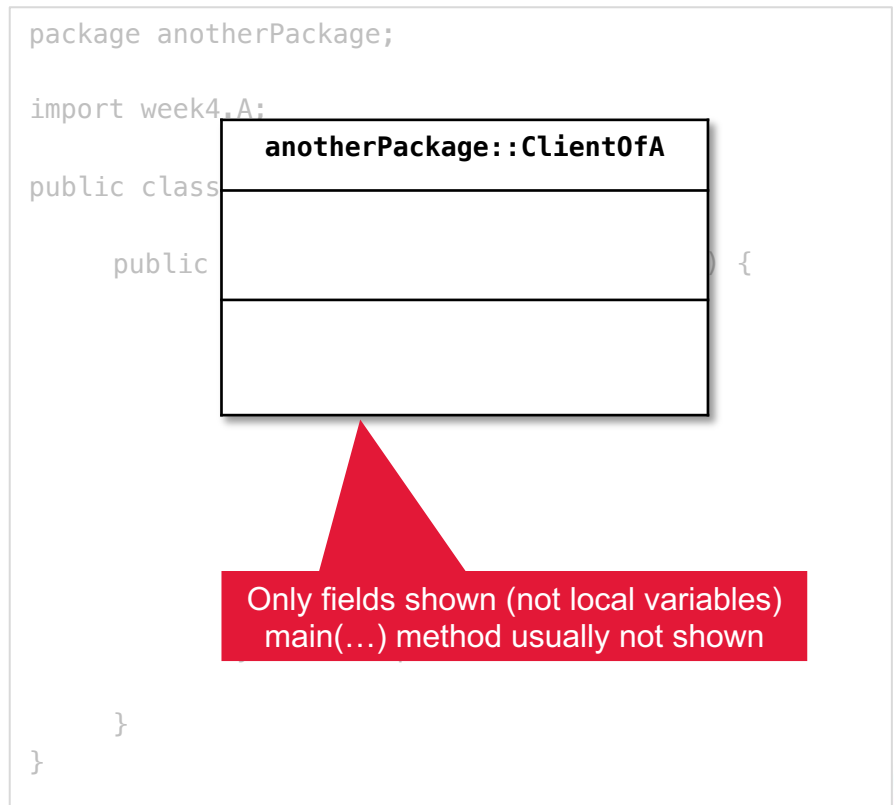 package anotherPackage;
import week4.A;
anotherPackage::ClientOfA
public class
public ) {
Only fields shown (not local variables)
main(…) method usually not shown
}
}